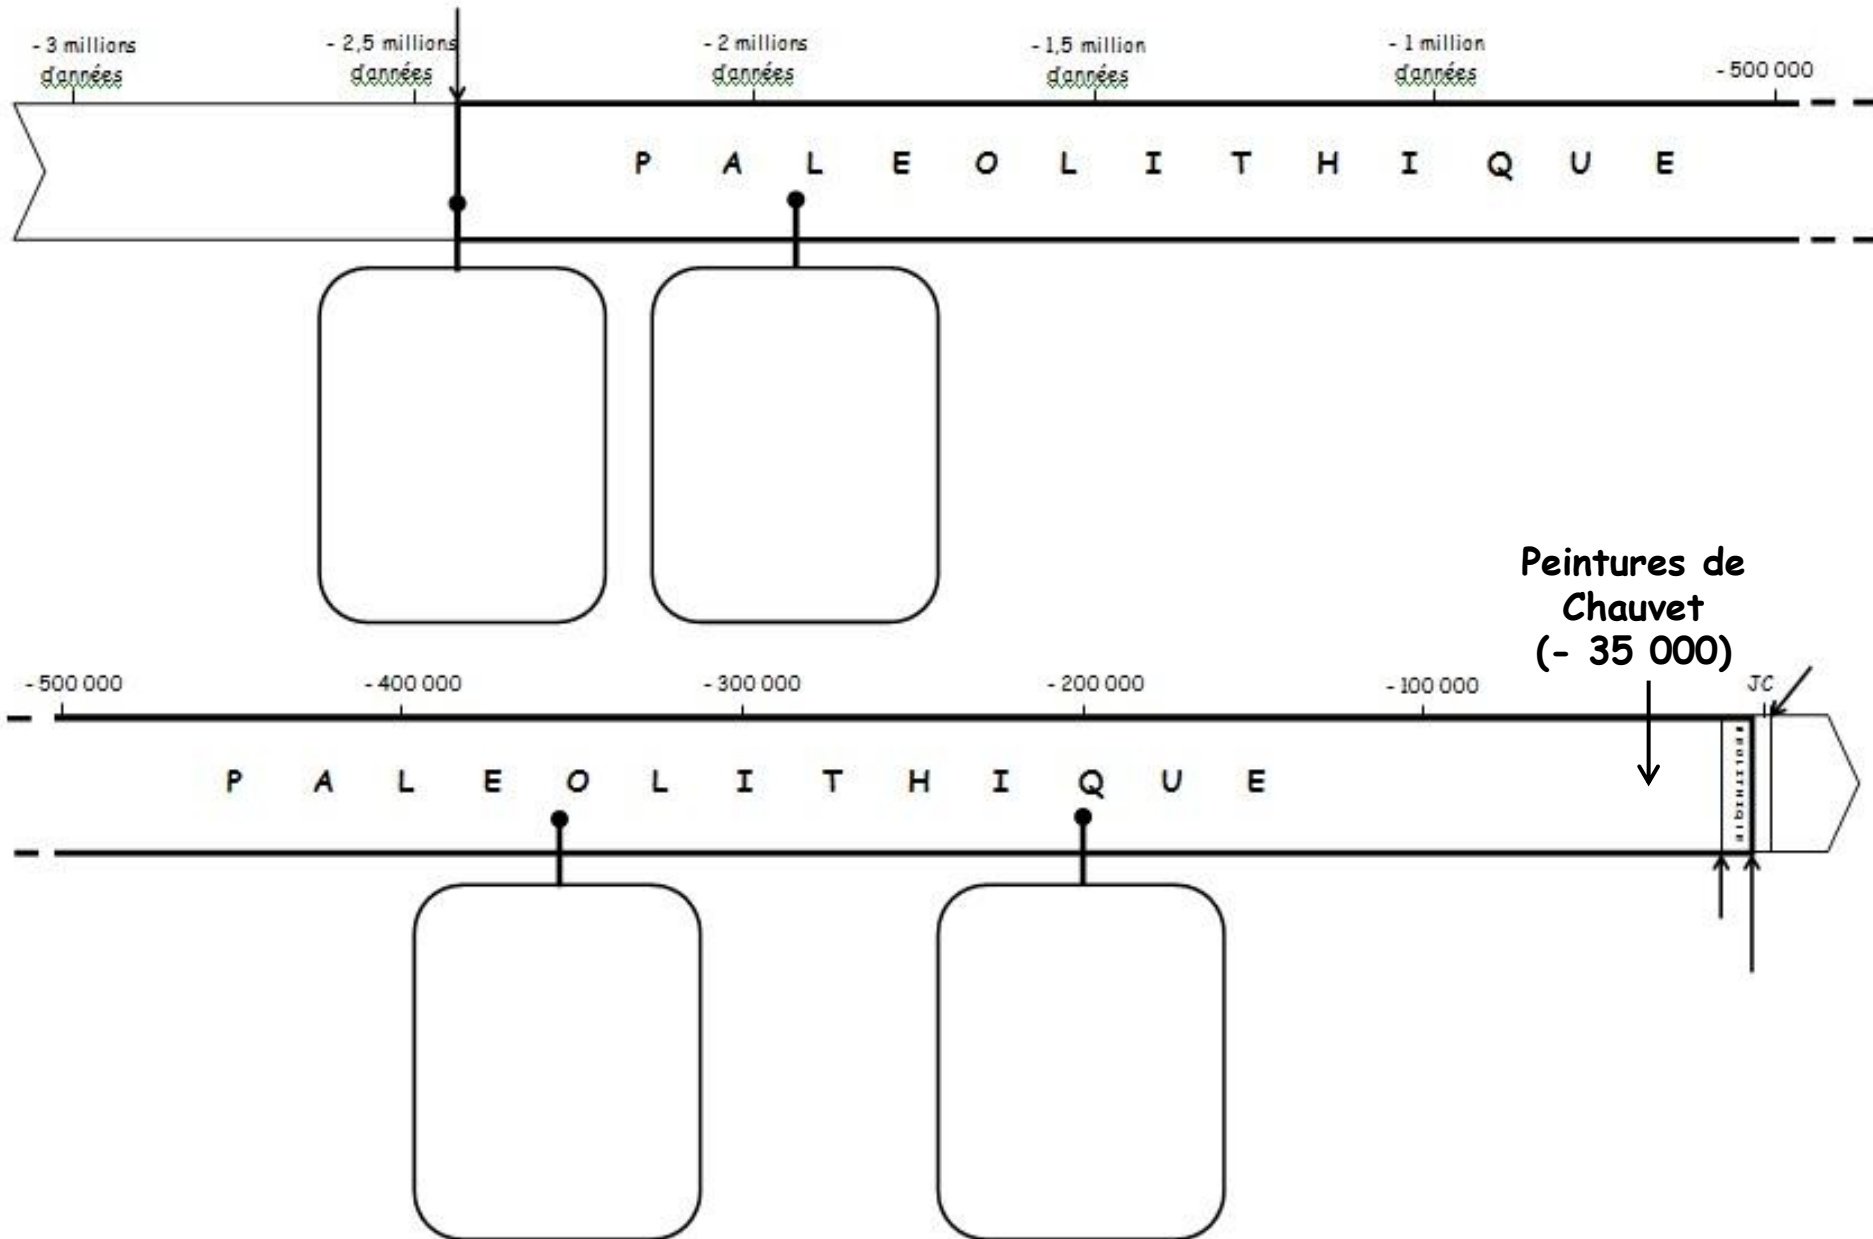 - 3 millions
d'années
- 2,5 millions
d'années
- 2 millions
d'années
- 1,5 million
d'années
- 1 million
d'années
- 500 000
P A L E O L I T H I Q U E
Peintures de
Chauvet
(- 35 000)
- 500 000
- 400 000
- 300 000
- 200 000
- 100 000
JC
P A L E O L I T H I Q U E
NEOLITHIQUE